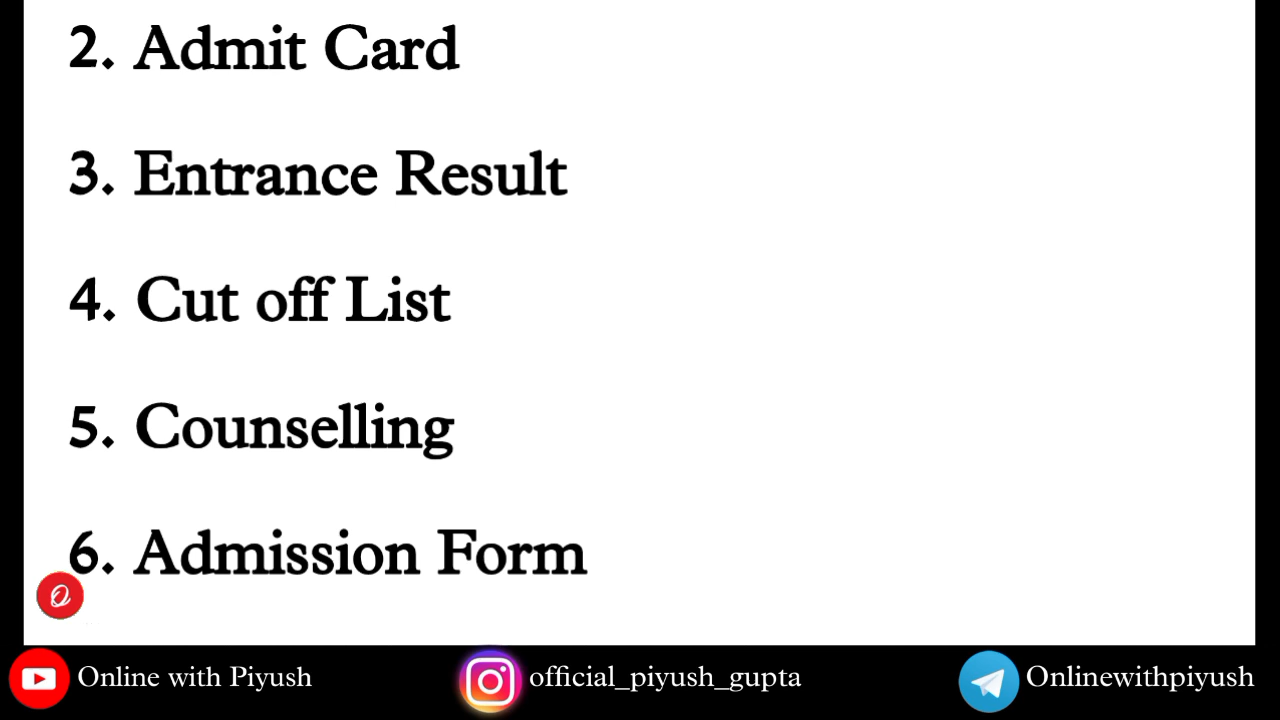 2. Admit Card
3. Entrance Result
4. Cut off List
5. Counselling
6. Admission Form
Online with Piyush
official_piyush_gupta
Onlinewithpiyush